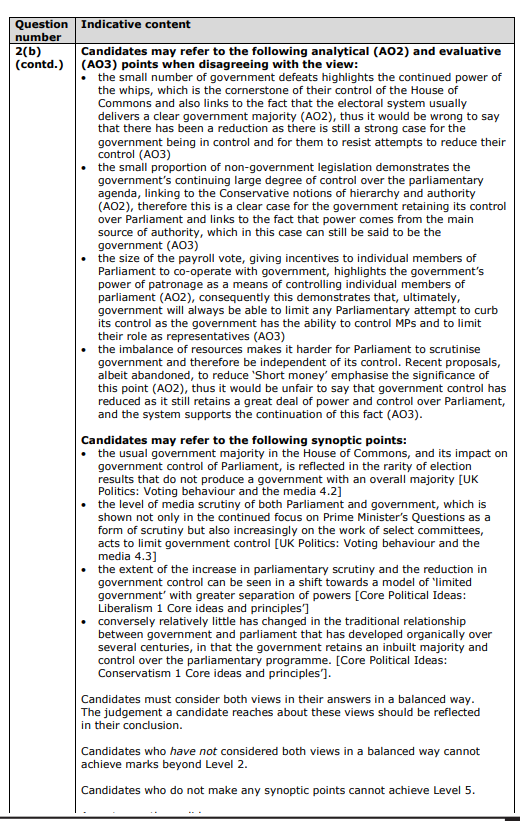 Question number
Indicative content
2(b) (contd.)
Candidates may refer to the following analytical (AO2) and evaluative
(AO3) points when disagreeing with the view:
• the small number of government defeats highlights the continued power of
the whips, which is the cornerstone of their control of the House of
Commons and also links to the fact that the electoral system usually
delivers a clear government majority (AO2), thus it would be wrong to say
that there has been a reduction as there is still a strong case for the
government being in control and for them to resist attempts to reduce their
control (AO3)
• the small proportion of non-government legislation demonstrates the
government's continuing large degree of control over the parliamentary
agenda, linking to the Conservative notions of hierarchy and authority
(AO2), therefore this is a clear case for the government retaining its control
over Parliament and links to the fact that power comes from the main
source of authority, which in this case can still be said to be the
government (AO3)
• the size of the payroll vote, giving incentives to individual members of
Parliament to co-operate with government, highlights the government's
power of patronage as a means of controlling individual members of
parliament (AO2), consequently this demonstrates that, ultimately,
government will always be able to limit any Parliamentary attempt to curb
its control as the government has the ability to control MPs and to limit
their role as representatives (AO3)
• the imbalance of resources makes it harder for Parliament to scrutinise
government and therefore be independent of its control. Recent proposals,
albeit abandoned, to reduce 'Short money' emphasise the significance of
this point (AO2), thus it would be unfair to say that government control has
reduced as it still retains a great deal of power and control over Parliament,
and the system supports the continuation of this fact (AO3).
Candidates may refer to the following synoptic points:
• the usual government majority in the House of Commons, and its impact on
government control of Parliament, is reflected in the rarity of election
results that do not produce a government with an overall majority [UK
Politics: Voting behaviour and the media 4.2]
• the level of media scrutiny of both Parliament and government, which is
shown not only in the continued focus on Prime Minister's Questions as a
form of scrutiny but also increasingly on the work of select committees,
acts to limit government control [UK Politics: Voting behaviour and the
media 4.3]
• the extent of the increase in parliamentary scrutiny and the reduction in
government control can be seen in a shift towards a model of 'limited
government' with greater separation of powers [Core Political Ideas:
Liberalism 1 Core ideas and principles']
• conversely relatively little has changed in the traditional relationship
between government and parliament that has developed organically over
several centuries, in that the government retains an inbuilt majority and
control over the parliamentary programme. [Core Political Ideas:
Conservatism 1 Core ideas and principles'].
Candidates must consider both views in their answers in a balanced way.
The judgement a candidate reaches about these views should be reflected
in their conclusion.
Candidates who have not considered both views in a balanced way cannot
achieve marks beyond Level 2.
Candidates who do not make any synoptic points cannot achieve Level 5.